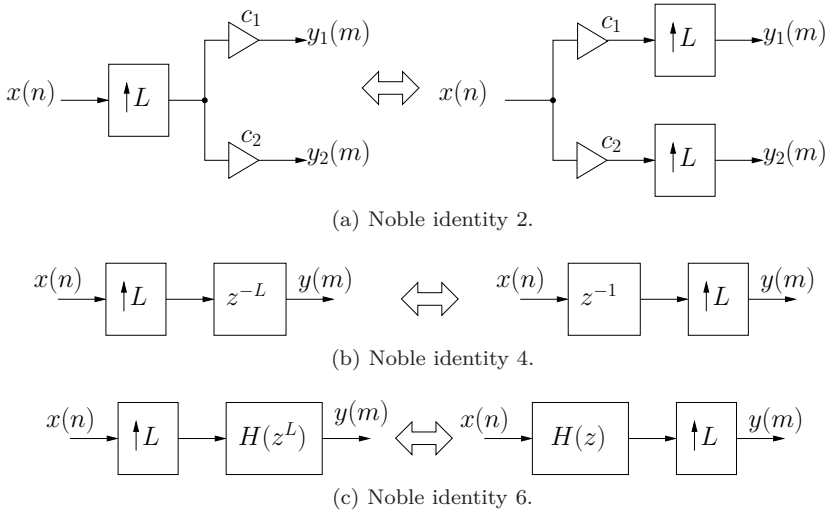 c₁ y₁(m) c₁ ↑L y₁(m)
x(n) ↑L x(n)
c₂ y₂(m) c₂ ↑L y₂(m)
(a) Noble identity 2.
x(n) ↑L z⁻ᴸ y(m) x(n) z⁻¹ ↑L y(m)
(b) Noble identity 4.
x(n) ↑L H(zᴸ) y(m) x(n) H(z) ↑L y(m)
(c) Noble identity 6.